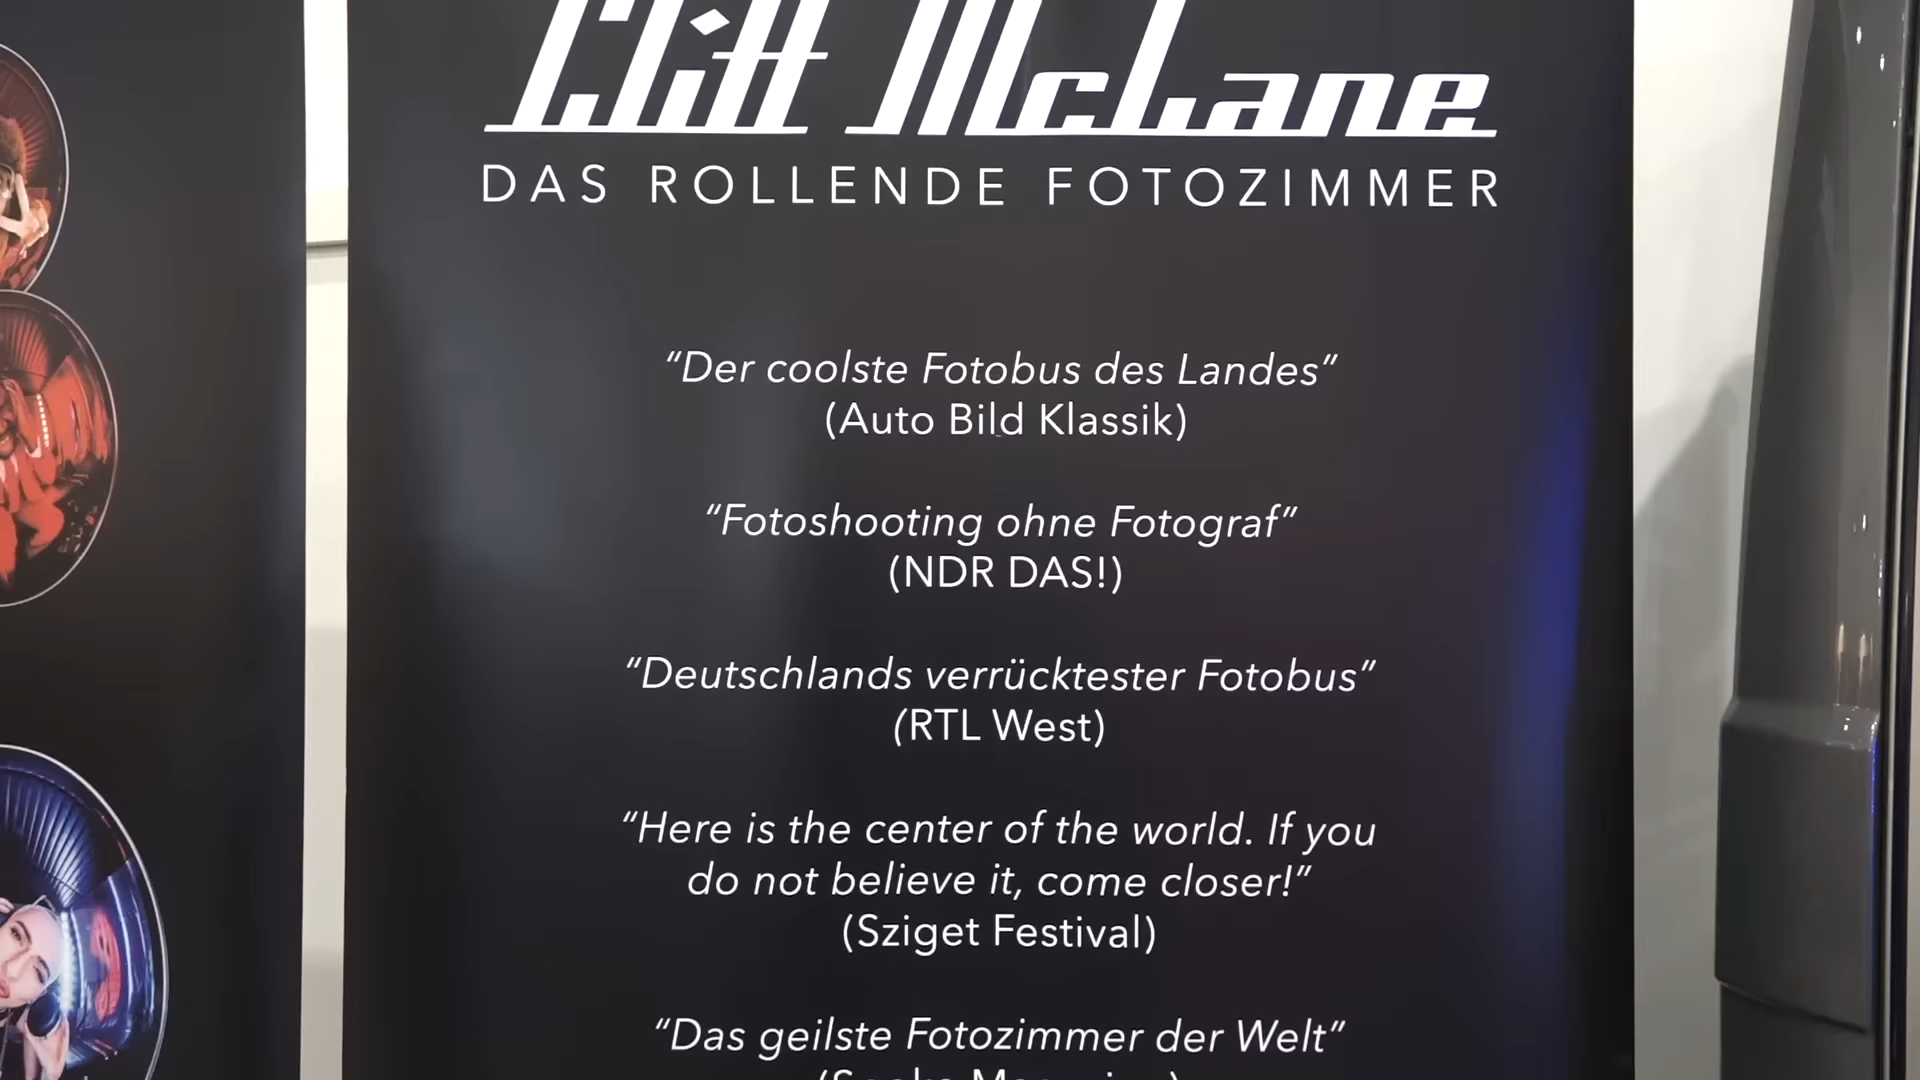 Cliff McLane
DAS ROLLENDE FOTOZIMMER
“Der coolste Fotobus des Landes”
(Auto Bild Klassik)
“Fotoshooting ohne Fotograf”
(NDR DAS!)
“Deutschlands verrücktester Fotobus”
(RTL West)
“Here is the center of the world. If you
do not believe it, come closer!”
(Sziget Festival)
“Das geilste Fotozimmer der Welt”